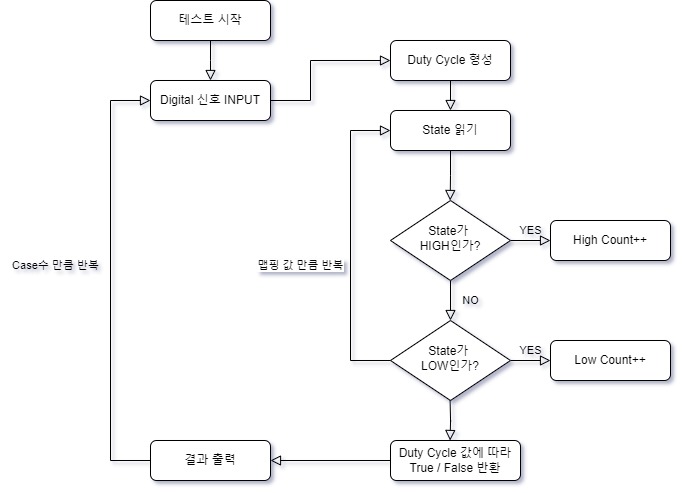 테스트 시작
Digital 신호 INPUT
Duty Cycle 형성
State 읽기
State가
HIGH인가?
YES
High Count++
Case수 만큼 반복
맵핑 값 만큼 반복
NO
State가
LOW인가?
YES
Low Count++
Duty Cycle 값에 따라
True / False 반환
결과 출력